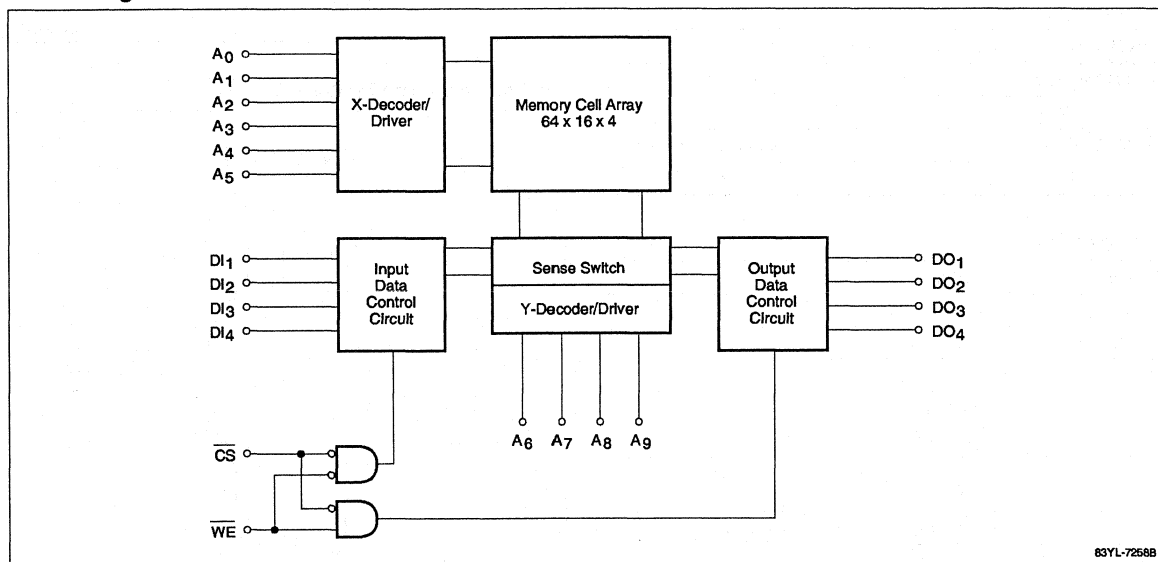 A0
A1
A2
A3
A4
A5
X-Decoder/
Driver
Memory Cell Array
64 x 16 x 4
DI1
DI2
DI3
DI4
Input
Data
Control
Circuit
Sense Switch
Y-Decoder/Driver
Output
Data
Control
Circuit
DO1
DO2
DO3
DO4
A6 A7 A8 A9
C̅S̅
W̅E̅
83YL-7258B